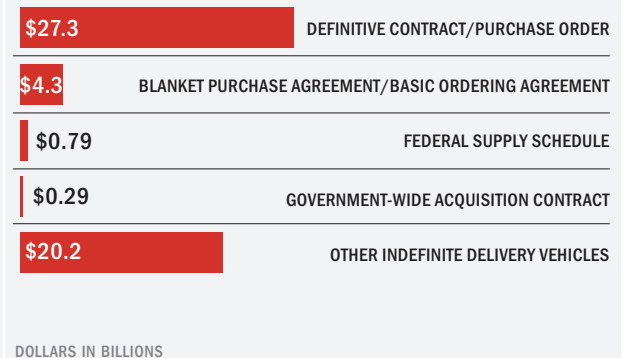 $27.3 DEFINITIVE CONTRACT/PURCHASE ORDER
$4.3 BLANKET PURCHASE AGREEMENT/BASIC ORDERING AGREEMENT
$0.79 FEDERAL SUPPLY SCHEDULE
$0.29 GOVERNMENT-WIDE ACQUISITION CONTRACT
$20.2 OTHER INDEFINITE DELIVERY VEHICLES
DOLLARS IN BILLIONS